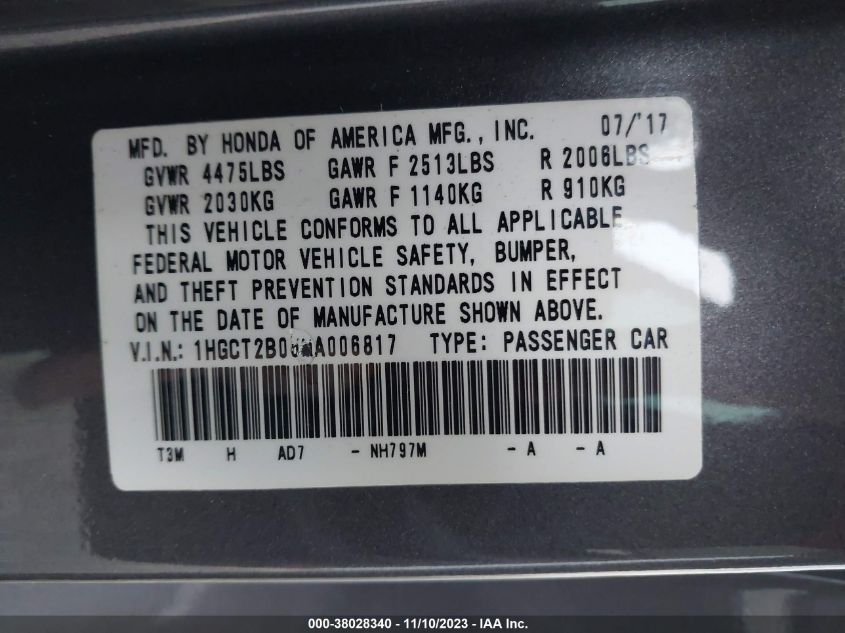 MFD. BY HONDA OF AMERICA MFG., INC. 07/'17
GVWR 4475LBS GAWR F 2513LBS R 2006LBS
GVWR 2030KG GAWR F 1140KG R 910KG
THIS VEHICLE CONFORMS TO ALL APPLICABLE
FEDERAL MOTOR VEHICLE SAFETY, BUMPER,
AND THEFT PREVENTION STANDARDS IN EFFECT
ON THE DATE OF MANUFACTURE SHOWN ABOVE.
V.I.N.: TYPE: PASSENGER CAR
T3M H AD7 - NH797M - A - A
000-38028340 - 11/10/2023 - IAA Inc.